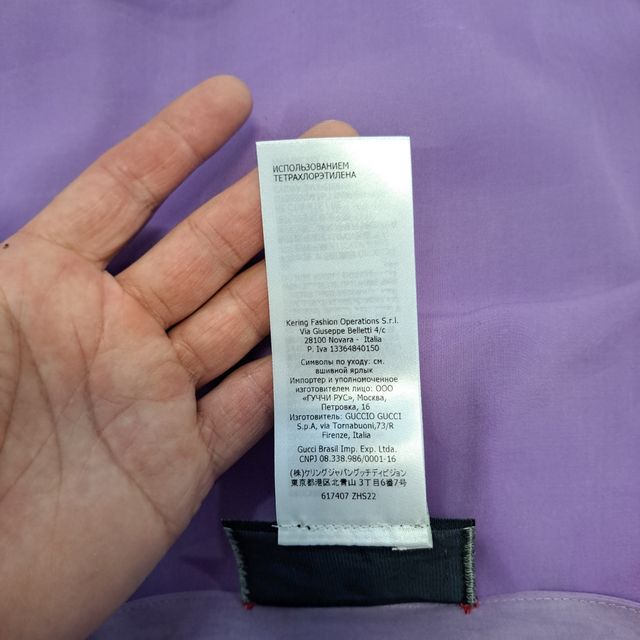 ИСПОЛЬЗОВАНИЕМ
ТЕТРАХЛОРЭТИЛЕНА
Kering Fashion Operations S.r.l.
Via Giuseppe Belletti 4/c
28100 Novara - Italia
P. Iva 13364840150
Символы по уходу: см.
вшивной ярлык
Импортер и уполномоченное
изготовителем лицо: ООО
«ГУЧЧИ РУС», Москва,
Петровка, 16
Изготовитель: GUCCIO GUCCI
S.p.A, via Tornabuoni,73/R
Firenze, Italia
Gucci Brasil Imp. Exp. Ltda.
CNPJ 08.338.986/0001-16
(株)ケリングジャパングッチディビジョン
東京都港区北青山 3丁目6番7号
617407 ZHS22